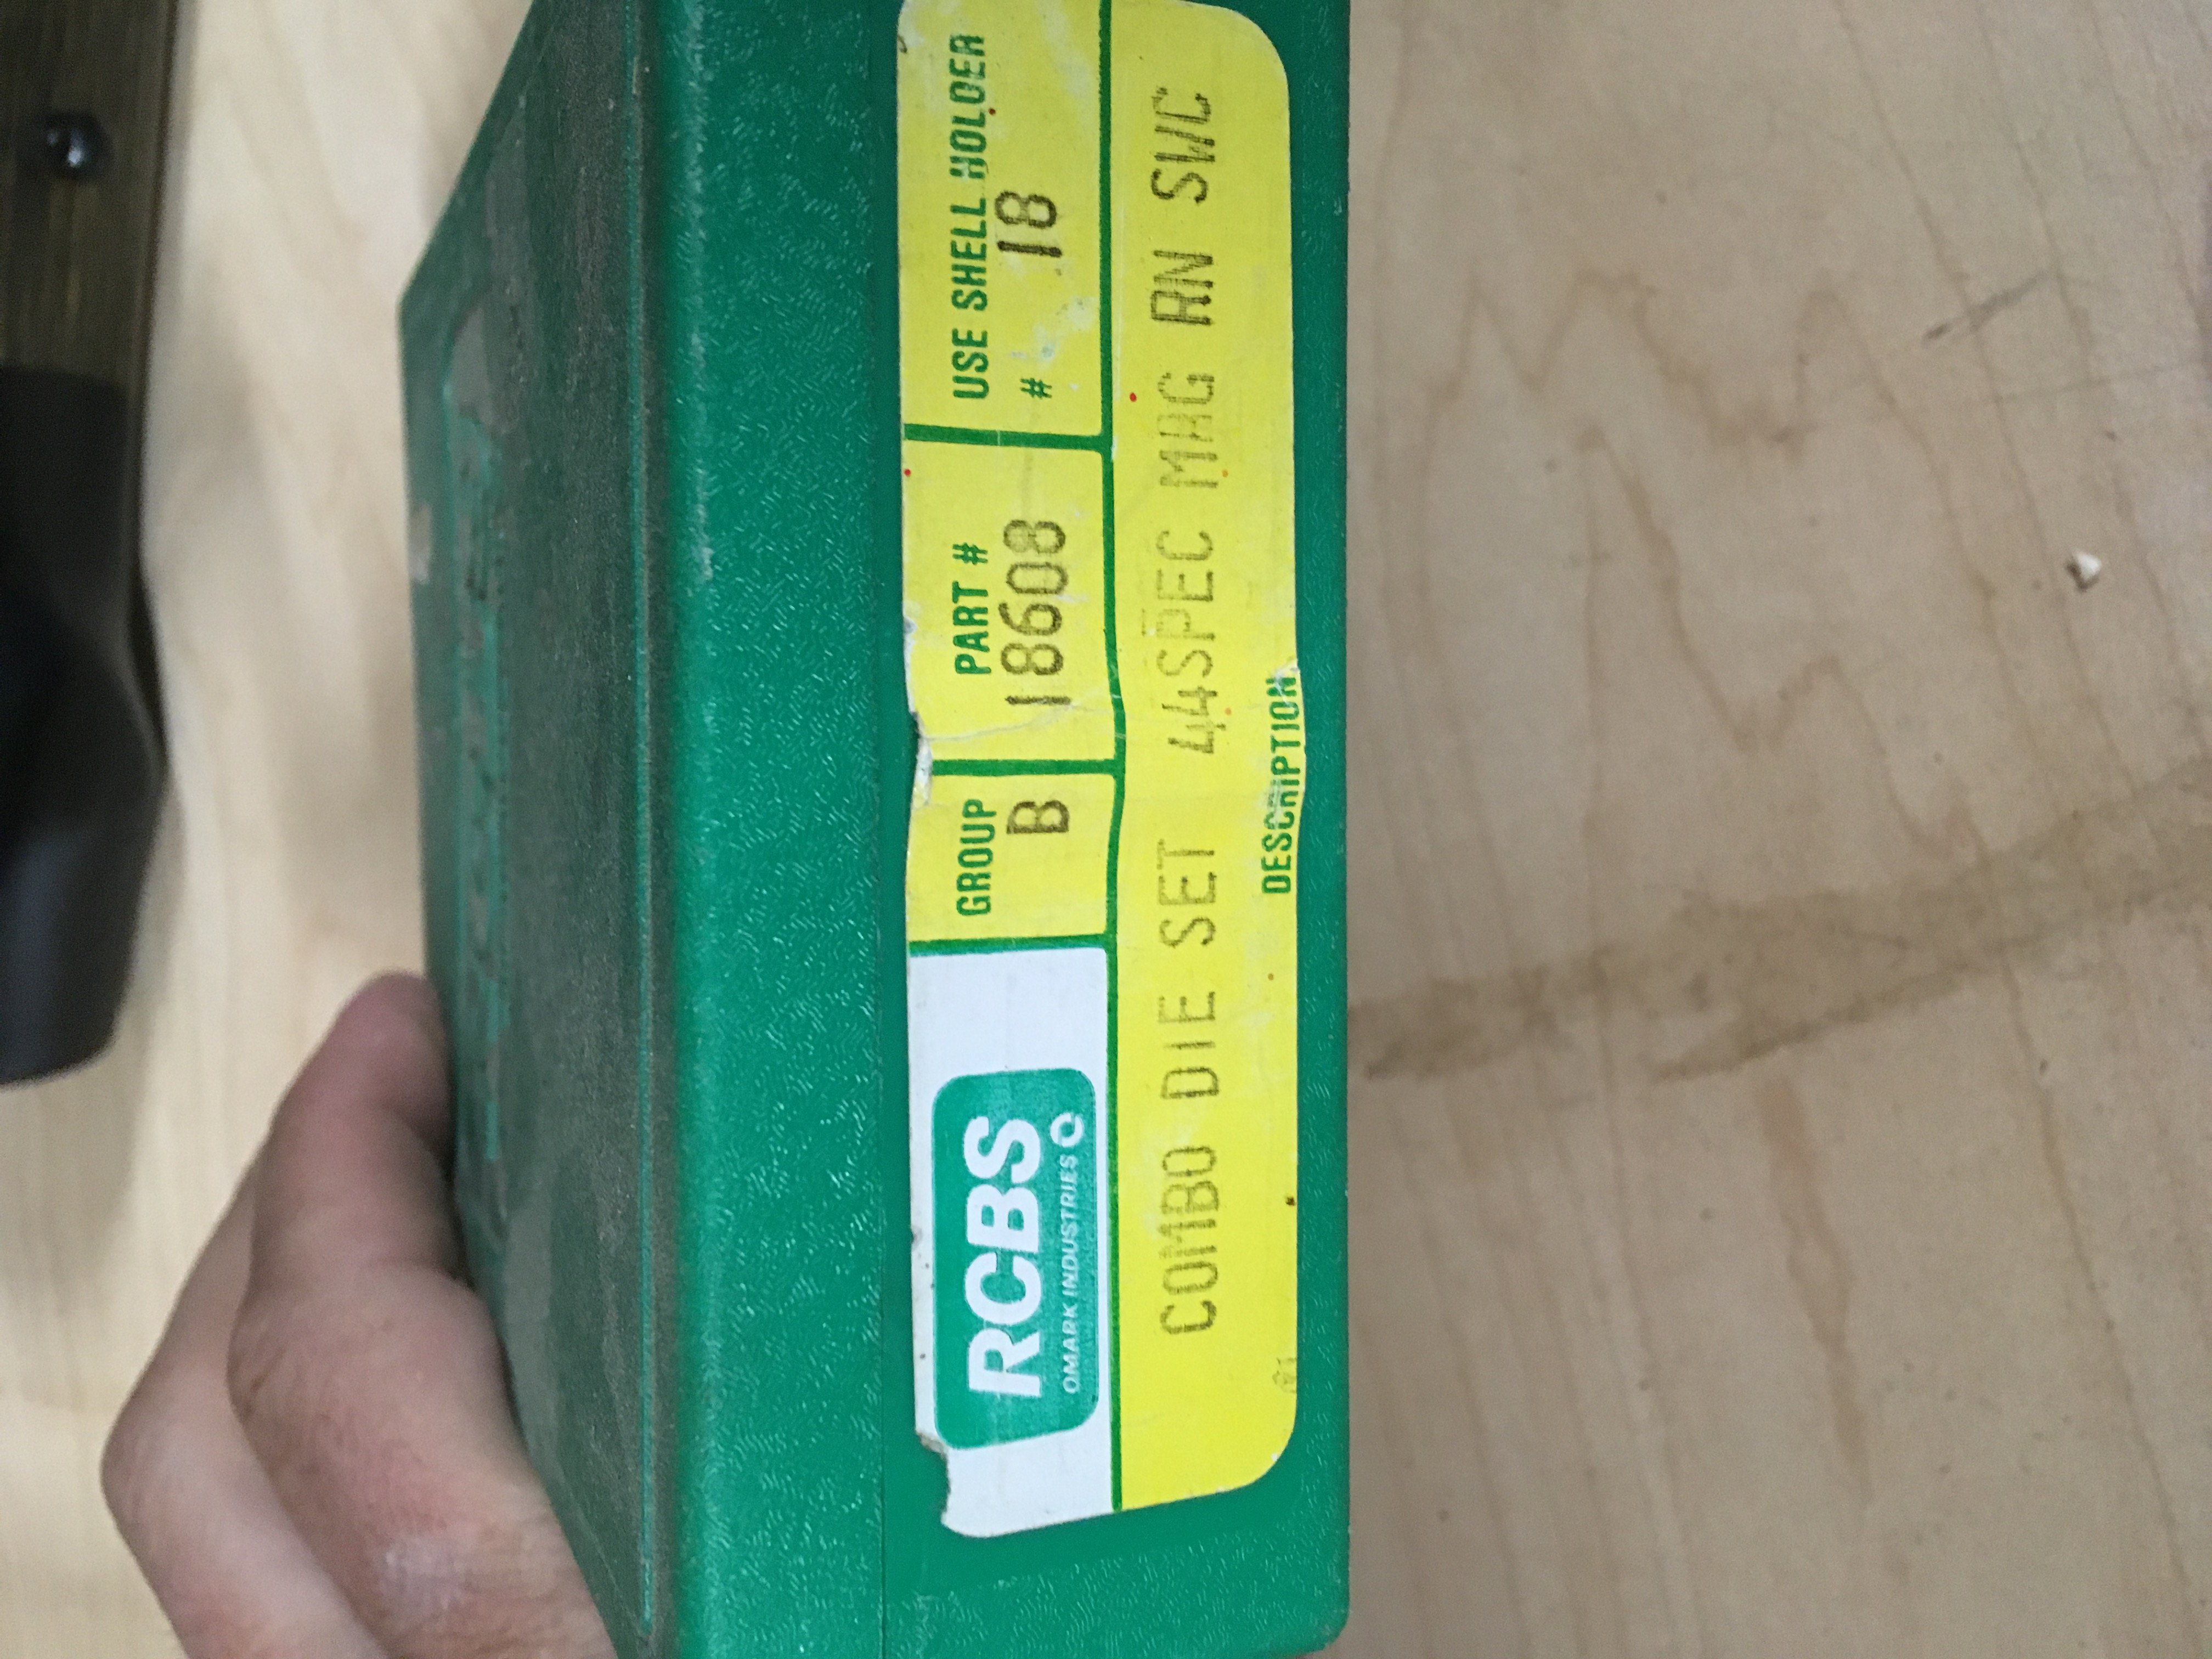 RCBS
OMARK INDUSTRIES
GROUP
B
PART #
18608
USE SHELL HOLDER
# 18
COMBO DIE SET 44SPEC MAG RN SWC
DESCRIPTION